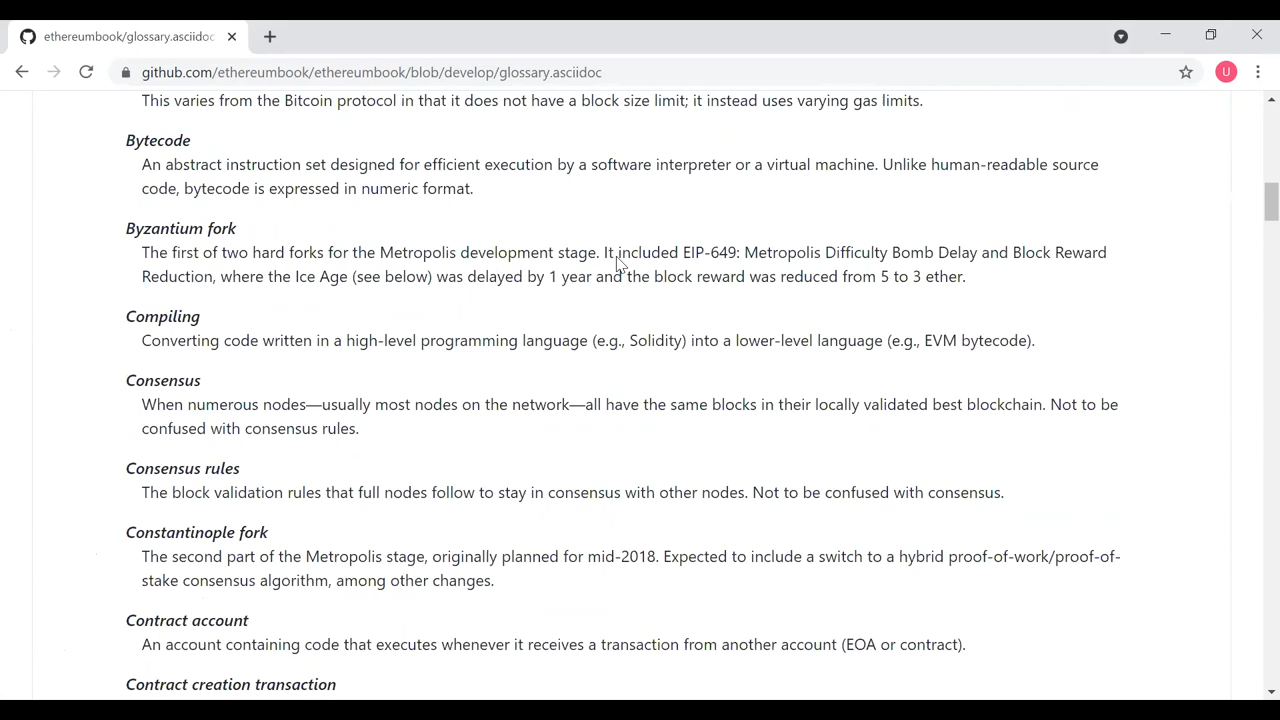 ethereumbook/glossary.asciidoc
github.com/ethereumbook/ethereumbook/blob/develop/glossary.asciidoc
U
This varies from the Bitcoin protocol in that it does not have a block size limit; it instead uses varying gas limits.
Bytecode
An abstract instruction set designed for efficient execution by a software interpreter or a virtual machine. Unlike human-readable source
code, bytecode is expressed in numeric format.
Byzantium fork
The first of two hard forks for the Metropolis development stage. It included EIP-649: Metropolis Difficulty Bomb Delay and Block Reward
Reduction, where the Ice Age (see below) was delayed by 1 year and the block reward was reduced from 5 to 3 ether.
Compiling
Converting code written in a high-level programming language (e.g., Solidity) into a lower-level language (e.g., EVM bytecode).
Consensus
When numerous nodes—usually most nodes on the network—all have the same blocks in their locally validated best blockchain. Not to be
confused with consensus rules.
Consensus rules
The block validation rules that full nodes follow to stay in consensus with other nodes. Not to be confused with consensus.
Constantinople fork
The second part of the Metropolis stage, originally planned for mid-2018. Expected to include a switch to a hybrid proof-of-work/proof-of-
stake consensus algorithm, among other changes.
Contract account
An account containing code that executes whenever it receives a transaction from another account (EOA or contract).
Contract creation transaction